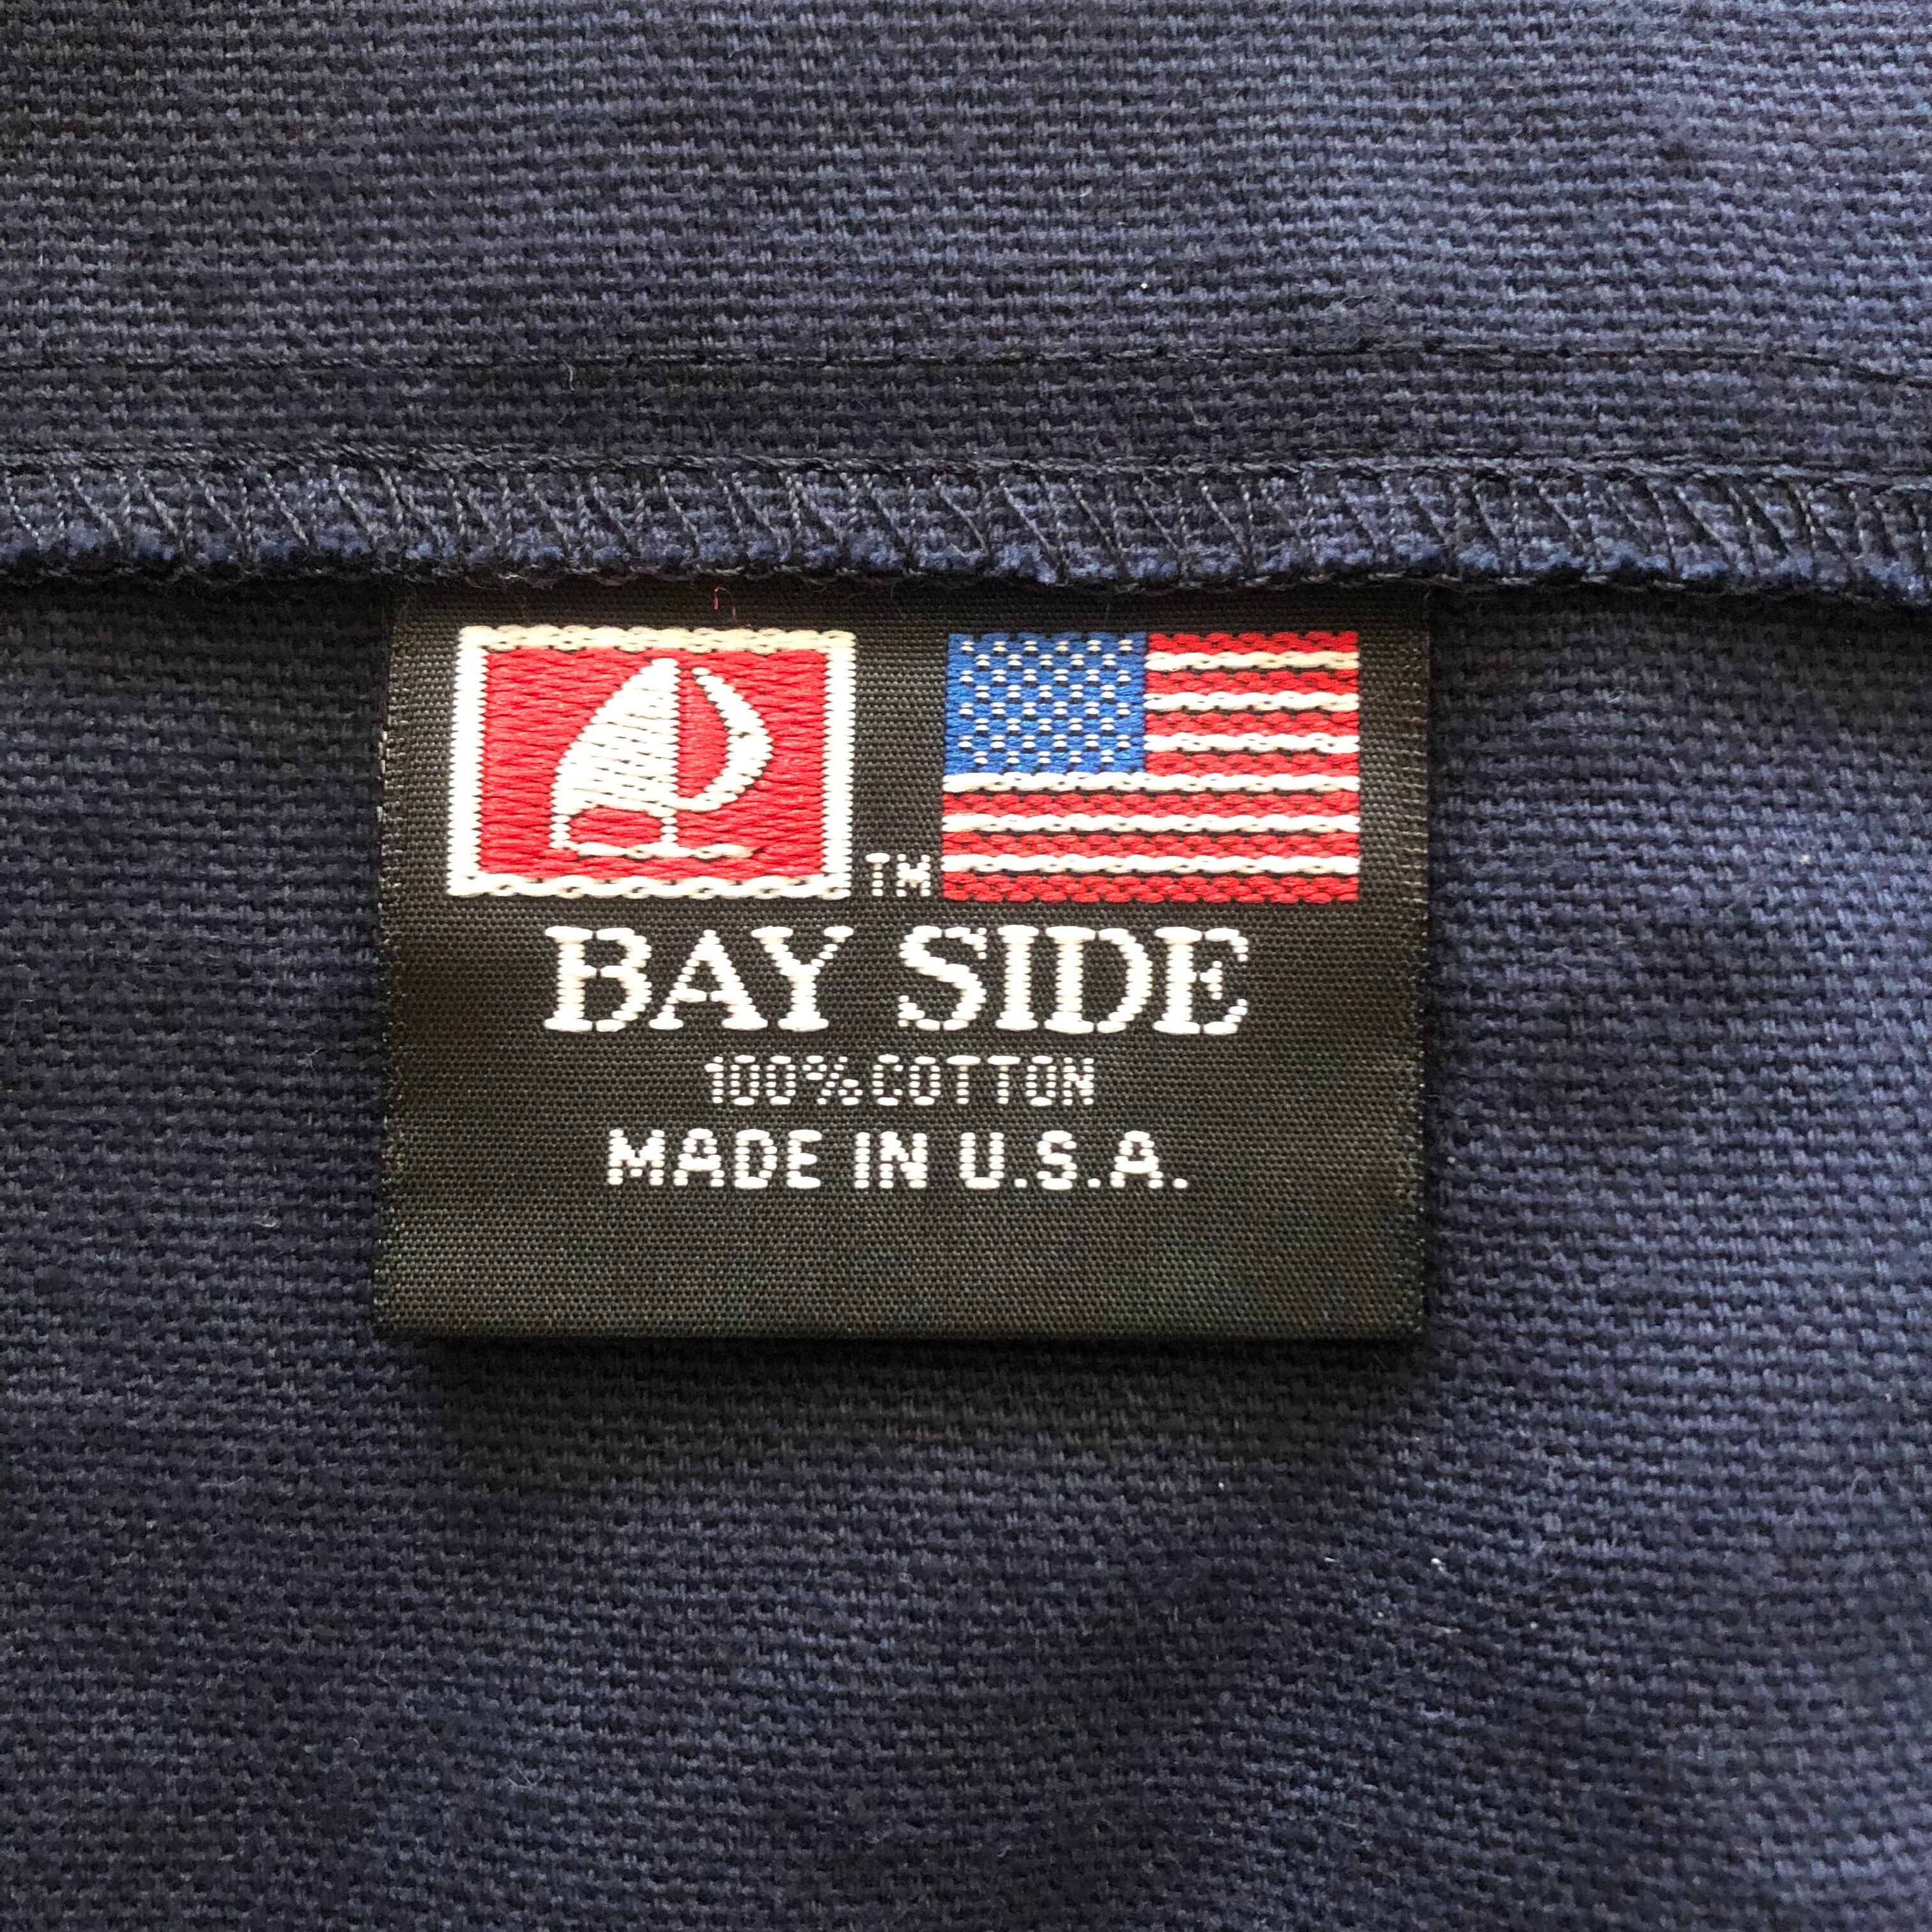 TM
BAY SIDE
100% COTTON
MADE IN U.S.A.